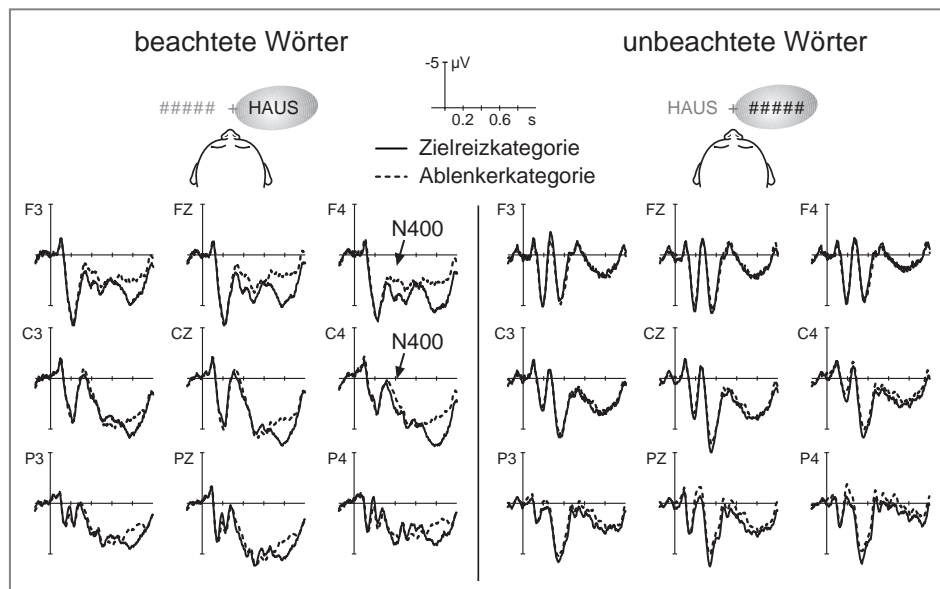 beachtete Wörter
unbeachtete Wörter
-5 µV
0.2 0.6 s
##### + HAUS
HAUS + #####
Zielreizkategorie
Ablenkerkategorie
F3 FZ F4
N400
C3 CZ C4
N400
P3 PZ P4
F3 FZ F4
C3 CZ C4
P3 PZ P4